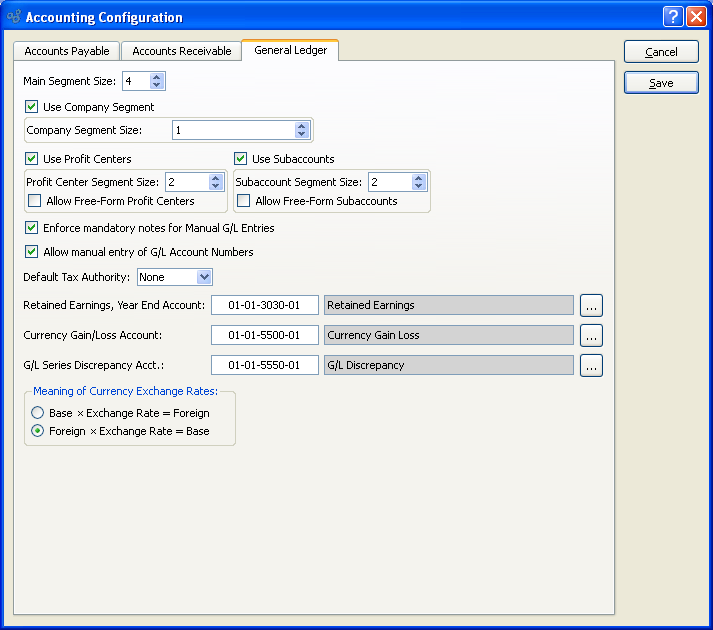 Accounting Configuration
Accounts Payable Accounts Receivable General Ledger
Cancel
Save
Main Segment Size: 4
Use Company Segment
Company Segment Size: 1
Use Profit Centers Use Subaccounts
Profit Center Segment Size: 2 Subaccount Segment Size: 2
Allow Free-Form Profit Centers Allow Free-Form Subaccounts
Enforce mandatory notes for Manual G/L Entries
Allow manual entry of G/L Account Numbers
Default Tax Authority: None
Retained Earnings, Year End Account: 01-01-3030-01 Retained Earnings ...
Currency Gain/Loss Account: 01-01-5500-01 Currency Gain Loss ...
G/L Series Discrepancy Acct.: 01-01-5550-01 G/L Discrepancy ...
Meaning of Currency Exchange Rates:
Base × Exchange Rate = Foreign
Foreign × Exchange Rate = Base